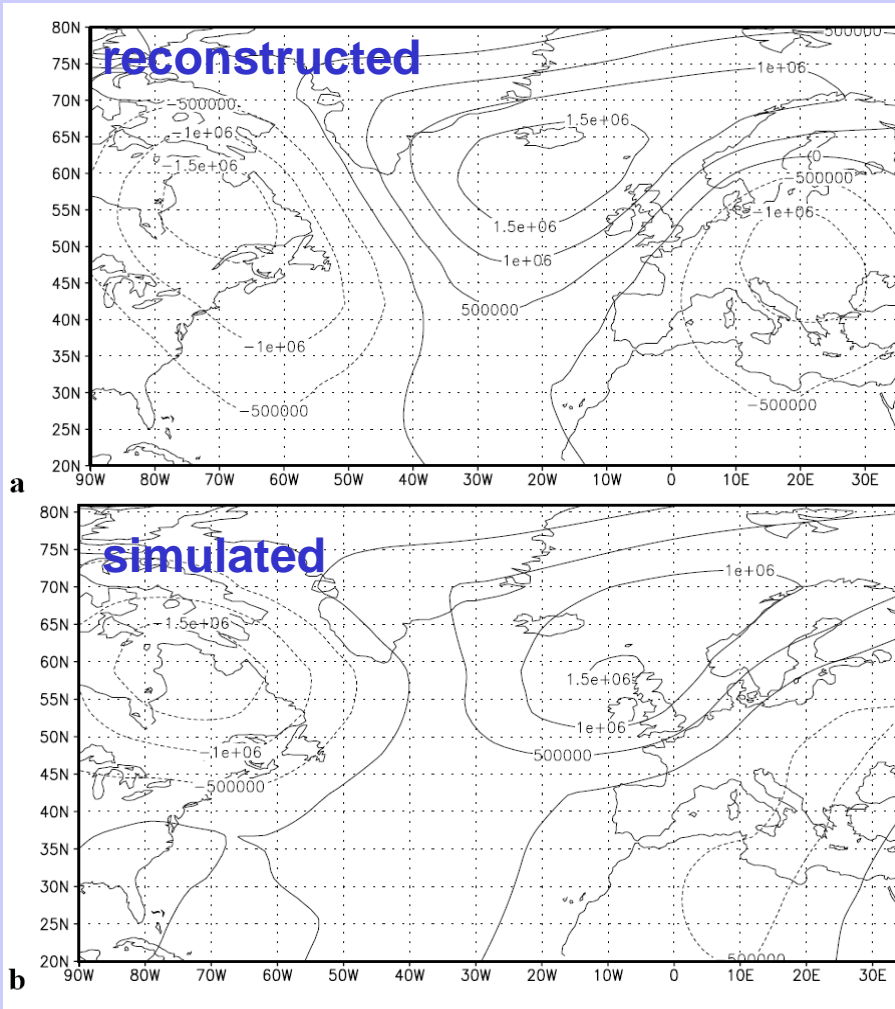 reconstructed
80N
75N
70N
65N
60N
55N
50N
45N
40N
35N
30N
25N
20N
500000
1e+06
-500000
-1e+06
1.5e+06
-1.5e+06
0
-500000
-1e+06
1.5e+06
1e+06
500000
-1e+06
-500000
-500000
90W 80W 70W 60W 50W 40W 30W 20W 10W 0 10E 20E 30E
a
simulated
80N
75N
70N
65N
60N
55N
50N
45N
40N
35N
30N
25N
20N
1e+06
-1.5e+06
1.5e+06
1e+06
-1e+06
500000
-500000
-500000
90W 80W 70W 60W 50W 40W 30W 20W 10W 0 10E 20E 30E
b